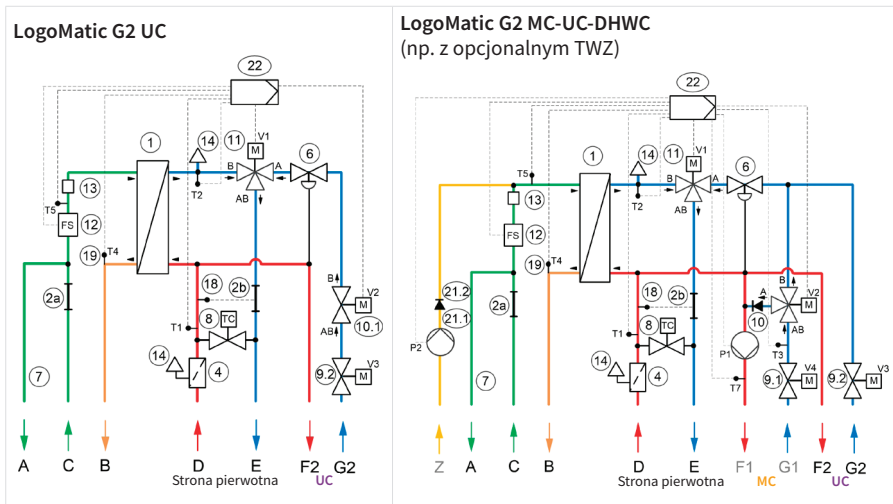 LogoMatic G2 UC
22
1
14
11
V1
M
6
B
A
13
T5
T2
AB
FS
12
19
T4
B
V2
M
2a
18
2b
10.1
T1
8
TC
AB
V3
M
14
4
9.2
7
A
C
B
D
E
F2
G2
Strona pierwotna
UC
LogoMatic G2 MC-UC-DHWC
(np. z opcjonalnym TWZ)
22
1
14
11
V1
M
6
T5
B
A
13
T2
AB
FS
12
19
T4
B
21.2
2a
18
2b
A
V2
M
21.1
T1
8
TC
10
AB
P2
P1
T3
14
4
V4
M
V3
M
7
T7
9.1
9.2
Z
A
C
B
D
E
F1
G1
F2
G2
Strona pierwotna
MC
UC